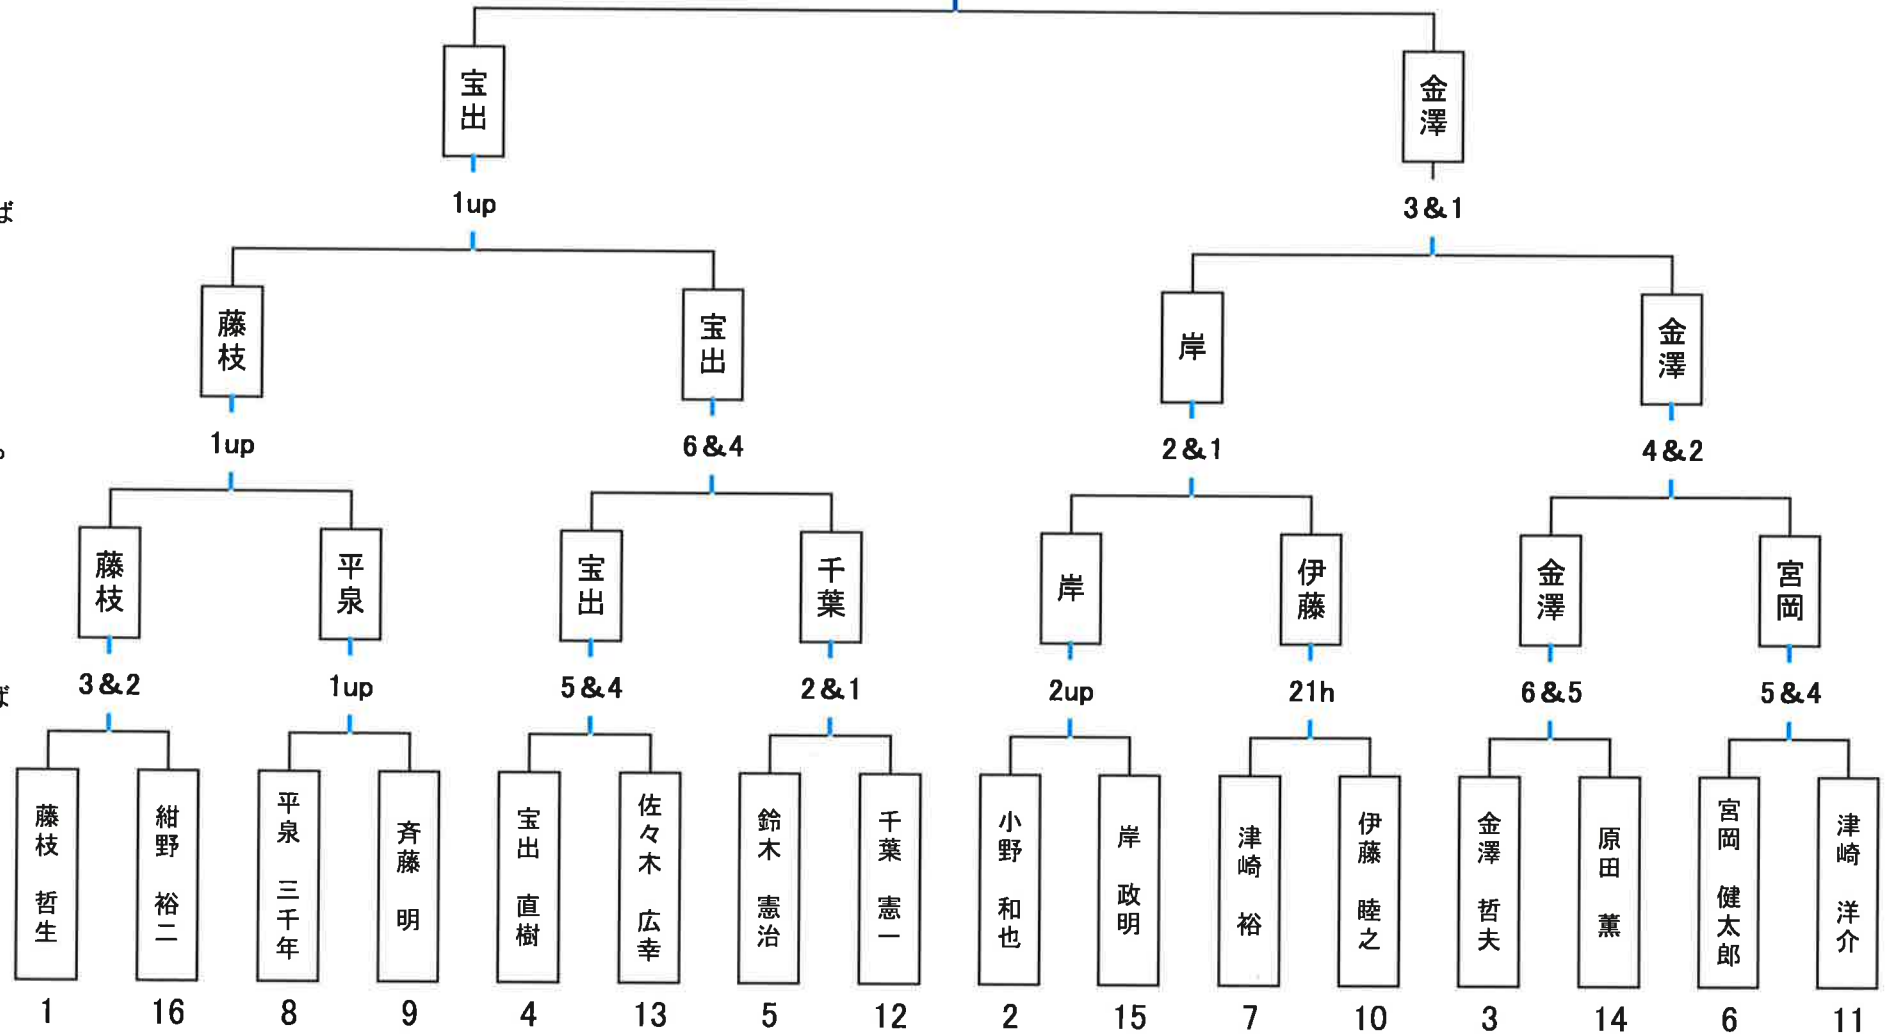 宝出
金澤
1up
3&1
ば
藤枝
宝出
岸
金澤
1up
6&4
2&1
4&2
。
藤枝
平泉
宝出
千葉
岸
伊藤
金澤
宮岡
3&2
1up
5&4
2&1
2up
21h
6&5
5&4
ば
藤枝 哲生
紺野 裕二
平泉 三千年
斉藤 明
宝出 直樹
佐々木 広幸
鈴木 憲治
千葉 憲一
小野 和也
岸 政明
津崎 裕
伊藤 睦之
金澤 哲夫
原田 薫
宮岡 健太郎
津崎 洋介
1 16 8 9 4 13 5 12 2 15 7 10 3 14 6 11